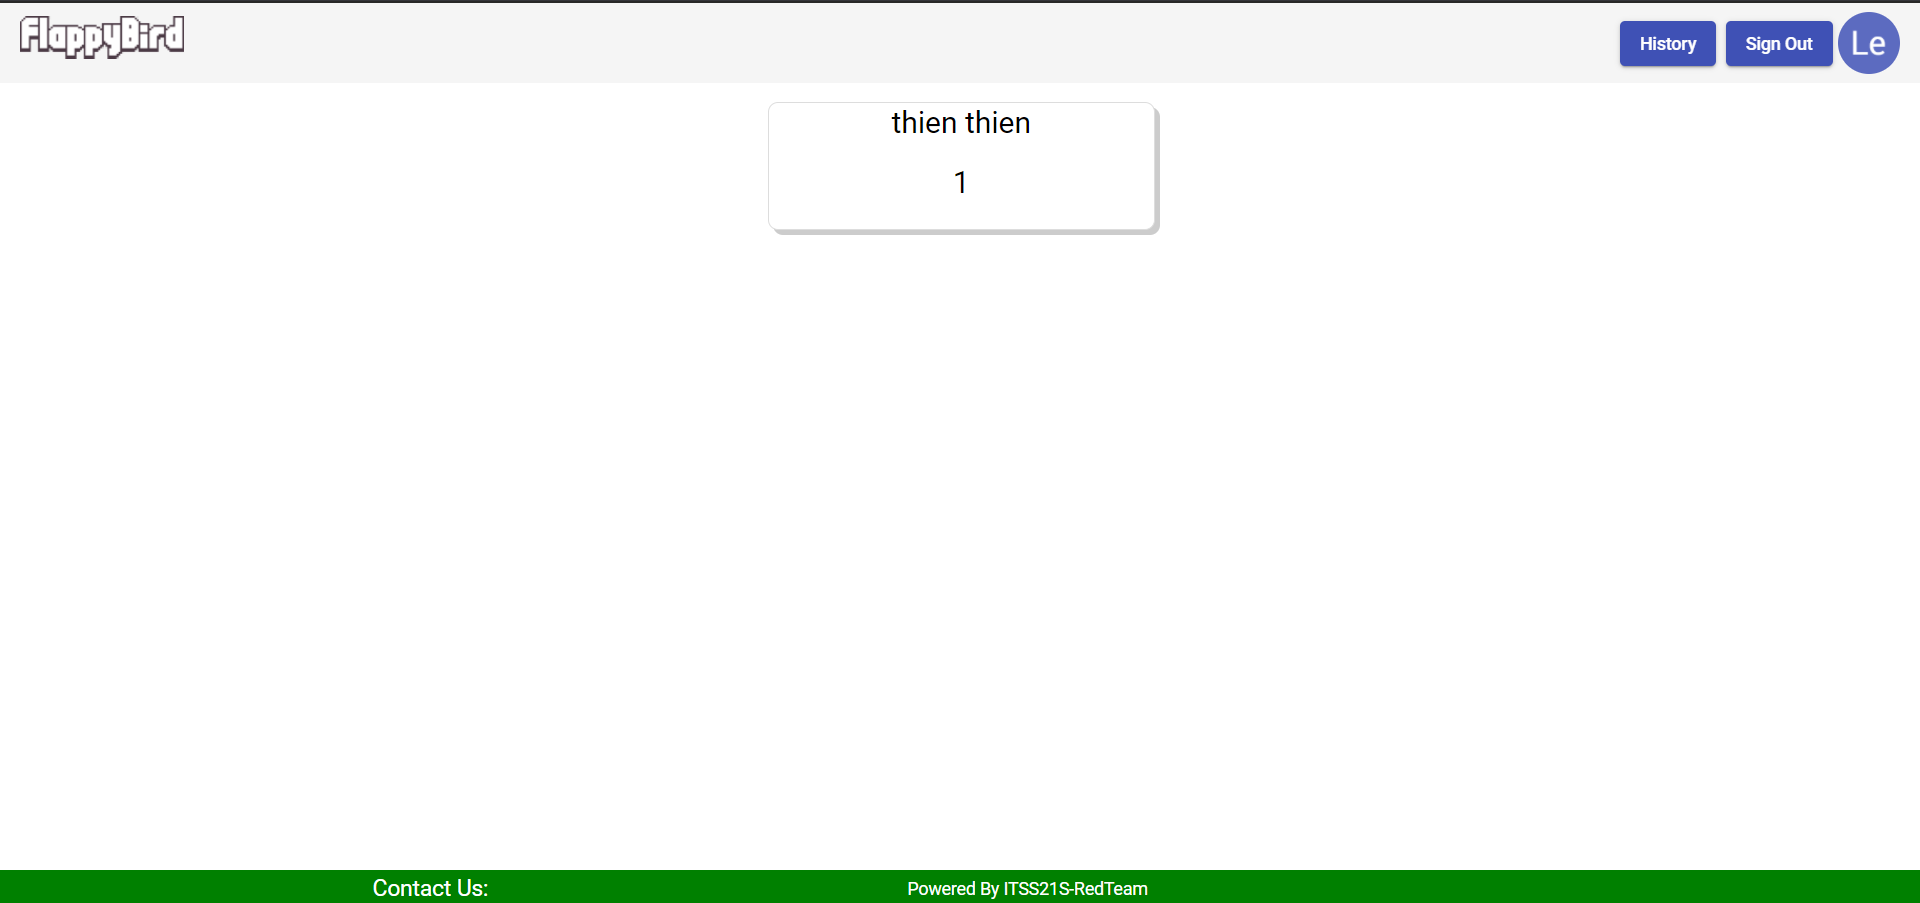 FlappyBird
History
Sign Out
Le
thien thien
1
Contact Us:
Powered By ITSS21S-RedTeam